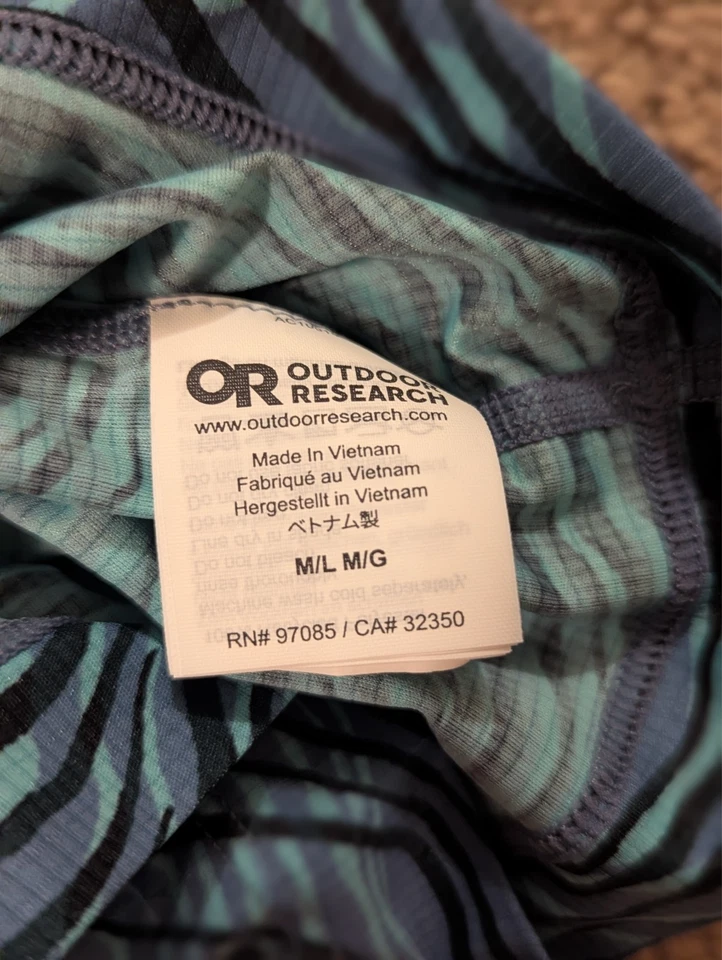 OR OUTDOOR
RESEARCH
www.outdoorresearch.com
Made In Vietnam
Fabriqué au Vietnam
Hergestellt in Vietnam
ベトナム製
M/L M/G
RN# 97085 / CA# 32350